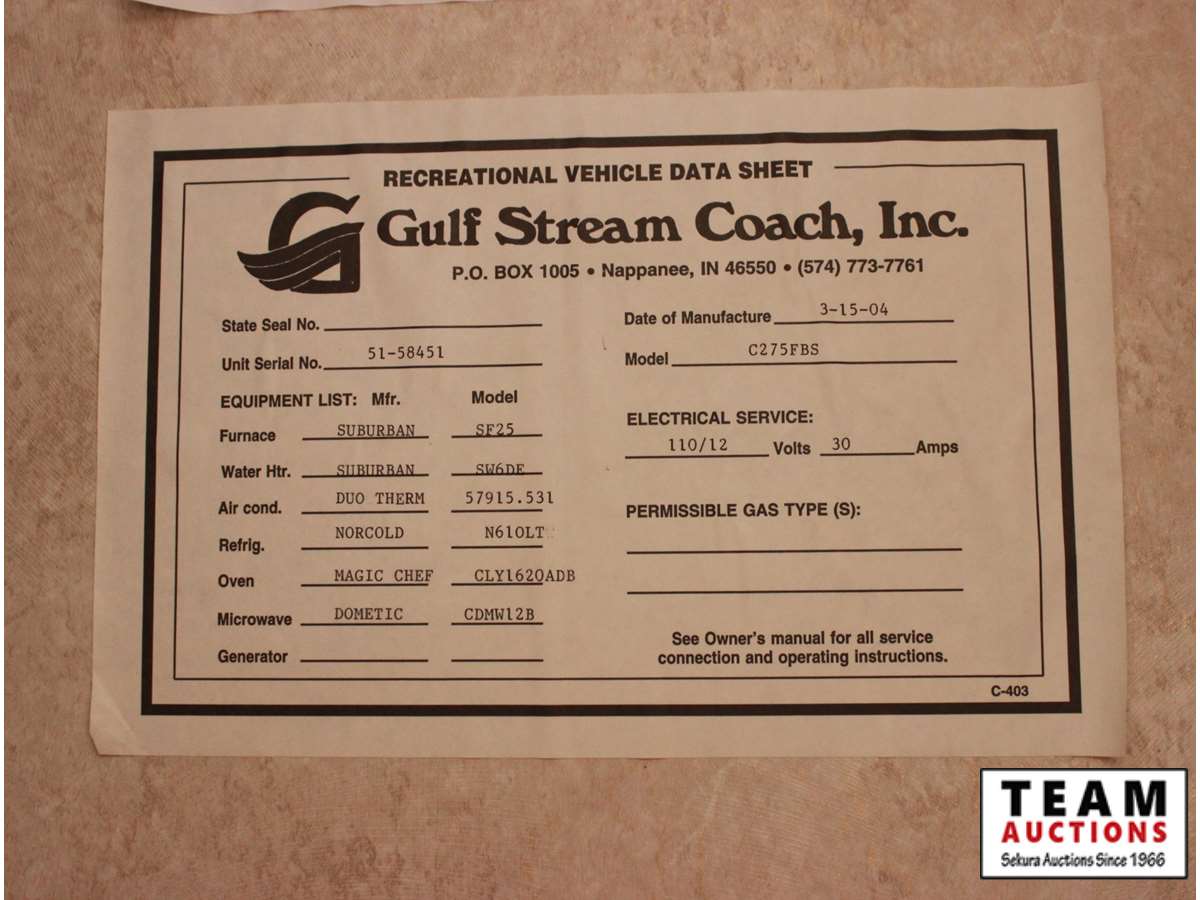 RECREATIONAL VEHICLE DATA SHEET
Gulf Stream Coach, Inc.
P.O. BOX 1005 • Nappanee, IN 46550 • (574) 773-7761
State Seal No.
Date of Manufacture 3-15-04
Unit Serial No. 51-58451
Model C275FBS
EQUIPMENT LIST: Mfr. Model
Furnace SUBURBAN SF25
Water Htr. SUBURBAN SW6DE
Air cond. DUO THERM 57915.531
Refrig. NORCOLD N610LT
Oven MAGIC CHEF CLY1620ADB
Microwave DOMETIC CDMW12B
Generator
ELECTRICAL SERVICE:
110/12 Volts 30 Amps
PERMISSIBLE GAS TYPE (S):
See Owner's manual for all service
connection and operating instructions.
C-403
TEAM
AUCTIONS
Sekura Auctions Since 1966